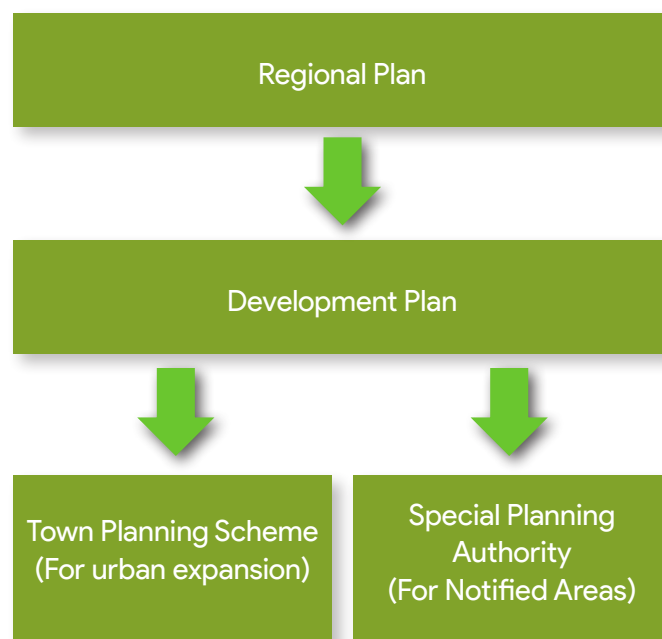 Regional Plan
Development Plan
Town Planning Scheme
(For urban expansion)
Special Planning
Authority
(For Notified Areas)